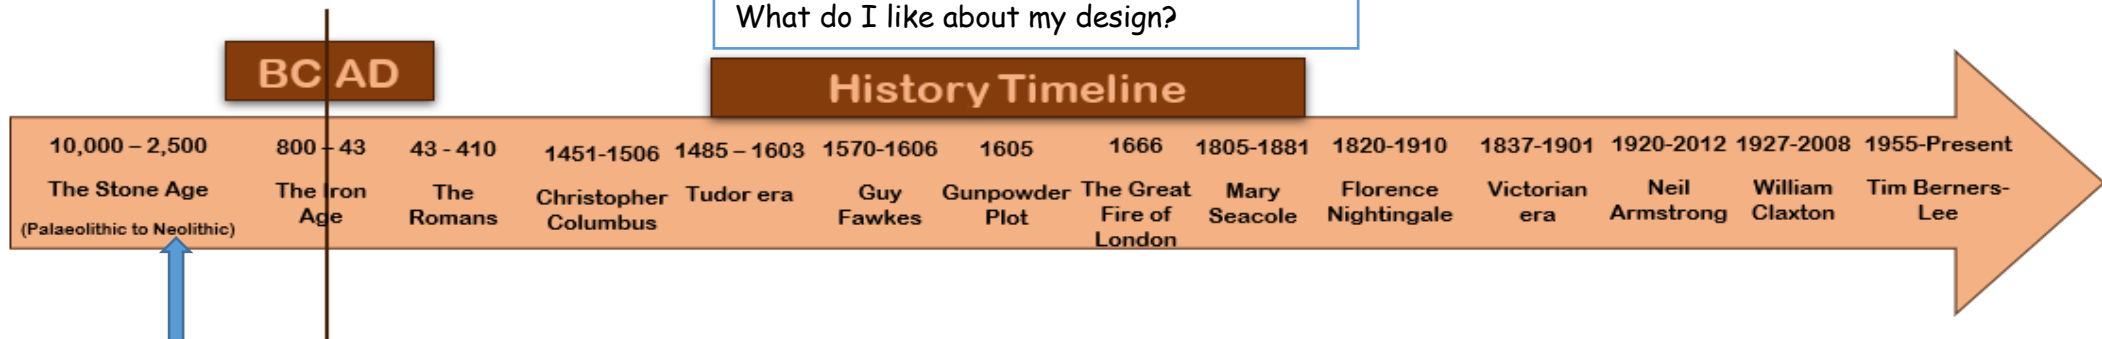 What do I like about my design?
BC AD
History Timeline
10,000 – 2,500
The Stone Age
(Palaeolithic to Neolithic)
800 – 43
The Iron
Age
43 - 410
The
Romans
1451-1506
Christopher
Columbus
1485 – 1603
Tudor era
1570-1606
Guy
Fawkes
1605
Gunpowder
Plot
1666
The Great
Fire of
London
1805-1881
Mary
Seacole
1820-1910
Florence
Nightingale
1837-1901
Victorian
era
1920-2012
Neil
Armstrong
1927-2008
William
Claxton
1955-Present
Tim Berners-
Lee